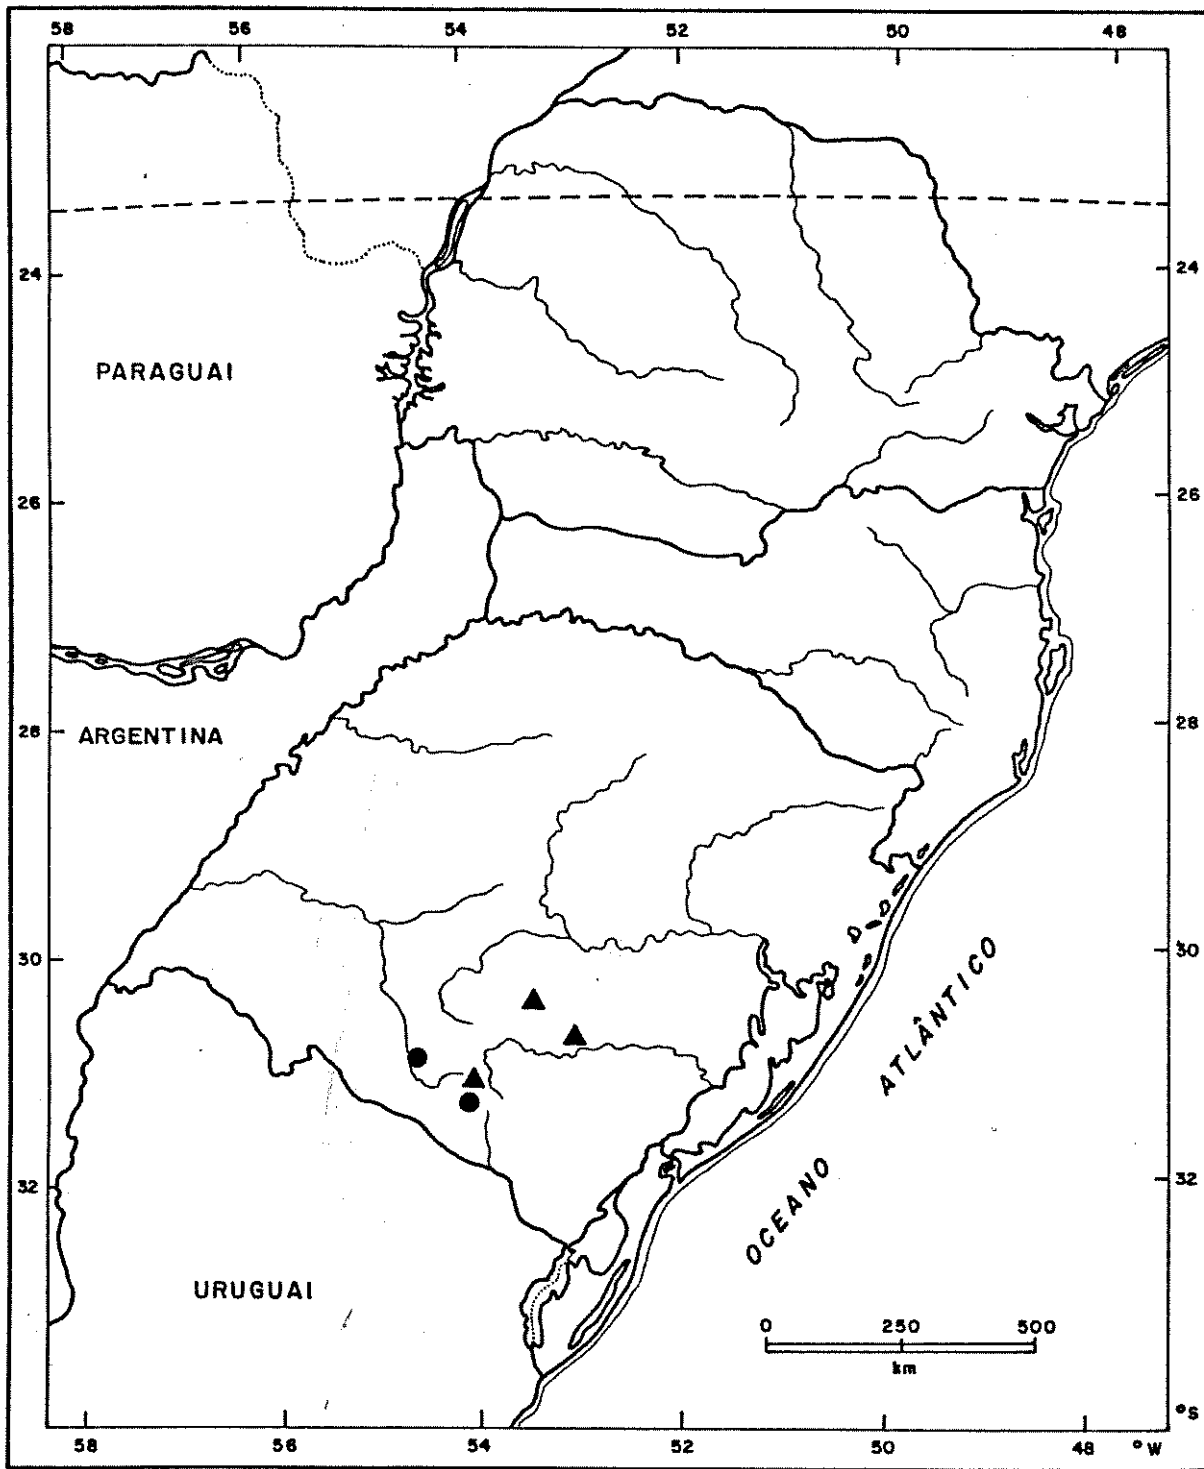 58 56 54 52 50 48
24 24
PARAGUAI
26 26
28 28
ARGENTINA
30 30
OCEANO ATLÂNTICO
32 32
URUGUAI
0 250 500
km
°S
58 56 54 52 50 48 °W